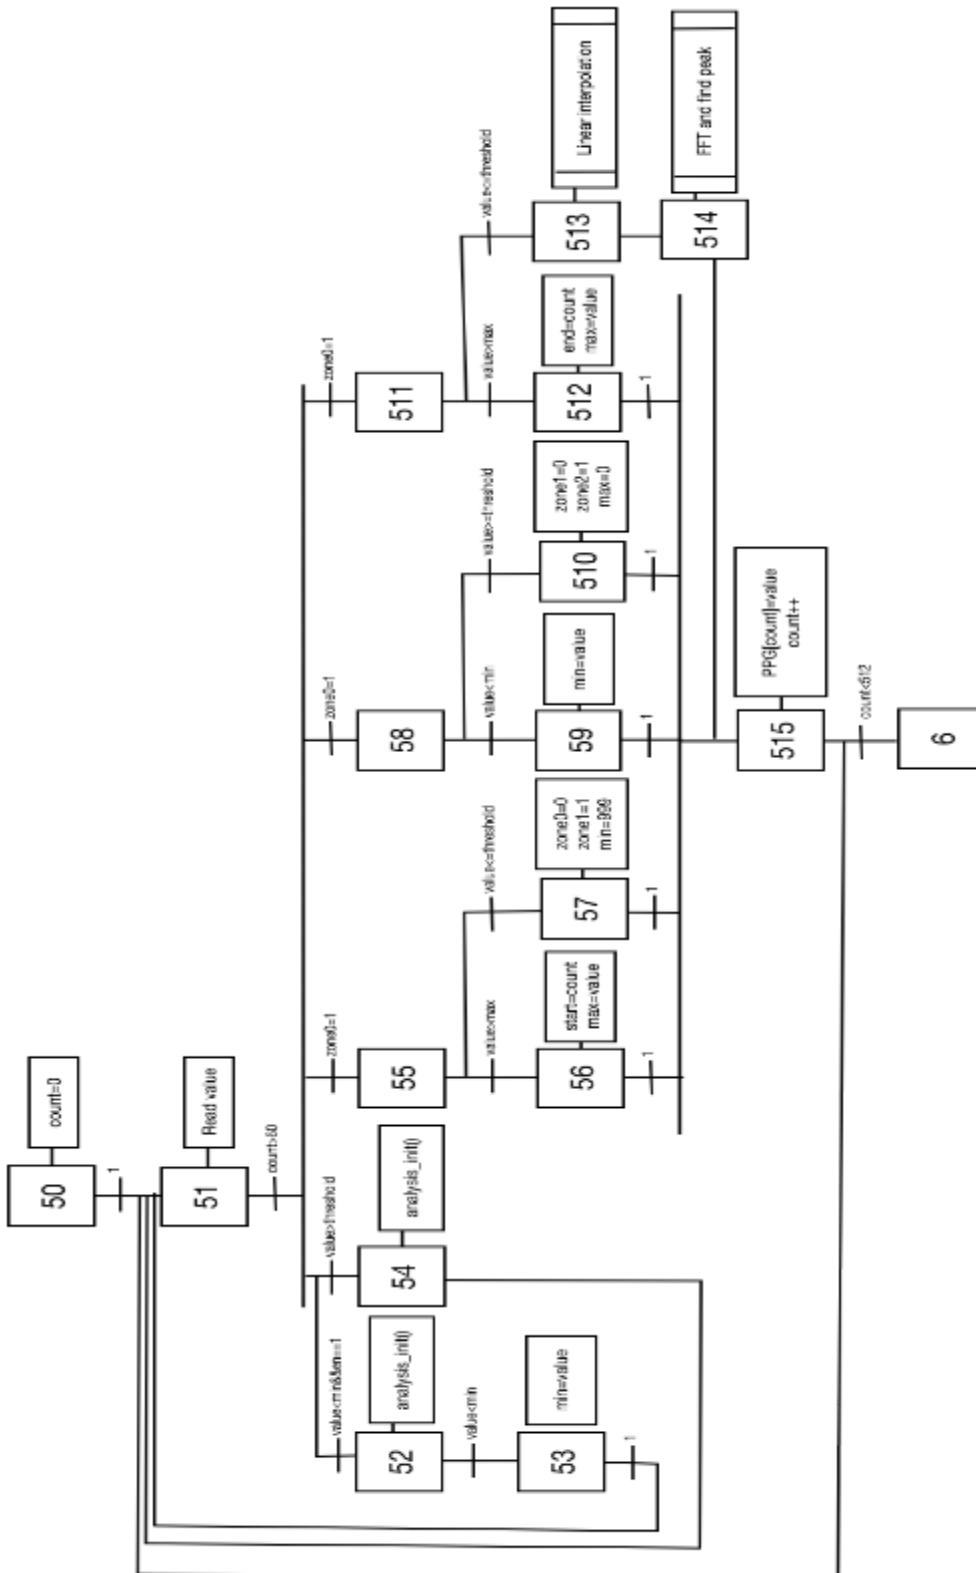 50
count=0
1
51
Read value
count>60
value<min&&en==1
value>threshold
zone0=1
zone0=1
zone0=1
52
analysis_init()
54
analysis_init()
55
58
511
value<min
value>max
value<=threshold
value<min
value>=threshold
value>max
value<=threshold
53
min=value
56
start=count
max=value
57
zone0=0
zone1=1
min=999
59
min=value
510
zone1=0
zone2=1
max=0
512
end=count
max=value
513
Linear interpolation
1
1
1
1
1
1
514
FFT and find peak
515
PPG[count]=value
count++
count<512
6